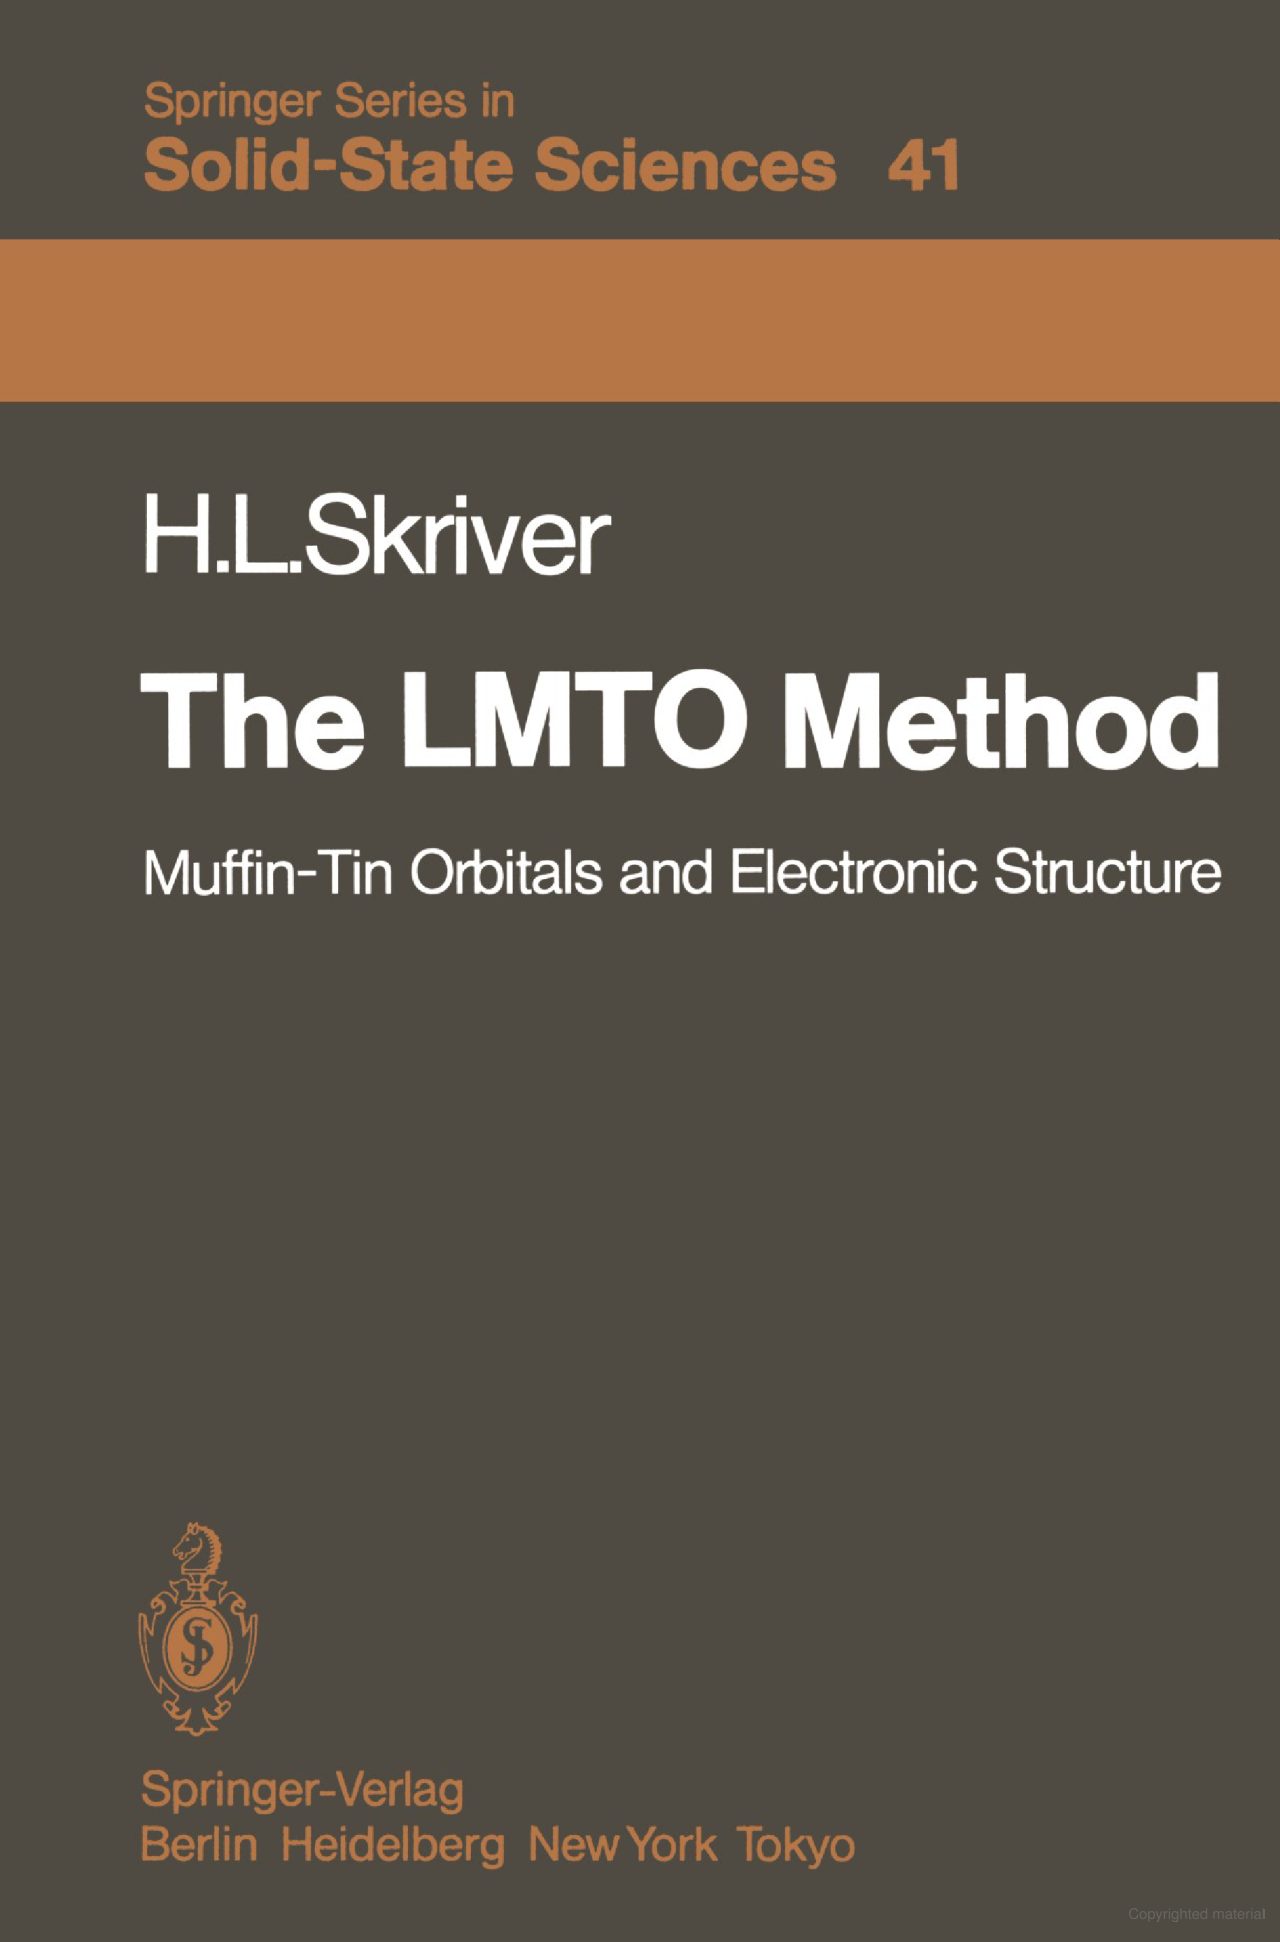 Springer Series in
Solid-State Sciences 41
H.L.Skriver
The LMTO Method
Muffin-Tin Orbitals and Electronic Structure
SJ
Springer-Verlag
Berlin Heidelberg New York Tokyo
Copyrighted material